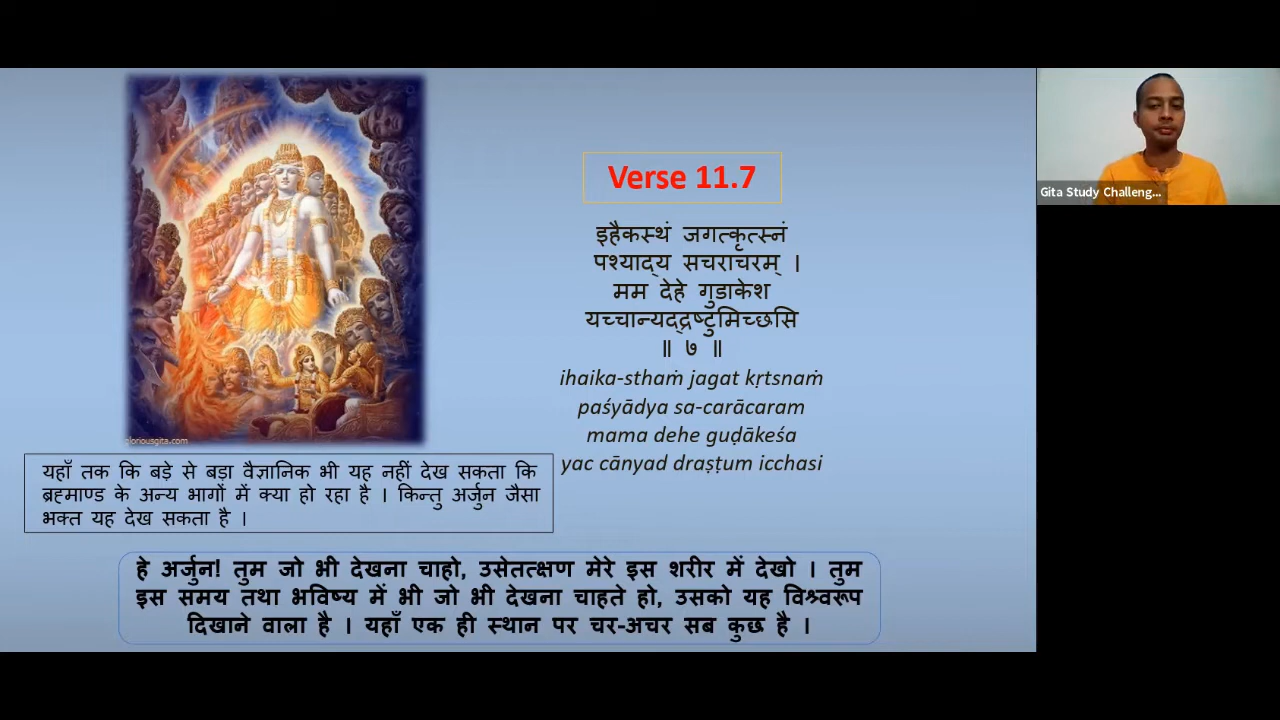 Verse 11.7
इहैकस्थं जगत्कृत्स्नं
पश्याद्य सचराचरम् ।
मम देहे गुडाकेश
यच्चान्यद्द्रष्टुमिच्छसि
॥ ७ ॥
ihaika-sthaṁ jagat kṛtsnaṁ
paśyādya sa-carācaram
mama dehe guḍākeśa
yac cānyad draṣṭum icchasi
gloriousgita.com
यहाँ तक कि बड़े से बड़ा वैज्ञानिक भी यह नहीं देख सकता कि
ब्रह्माण्ड के अन्य भागों में क्या हो रहा है । किन्तु अर्जुन जैसा
भक्त यह देख सकता है ।
हे अर्जुन! तुम जो भी देखना चाहो, उसेतत्क्षण मेरे इस शरीर में देखो । तुम
इस समय तथा भविष्य में भी जो भी देखना चाहते हो, उसको यह विश्र्वरूप
दिखाने वाला है । यहाँ एक ही स्थान पर चर-अचर सब कुछ है ।
Gita Study Challeng...